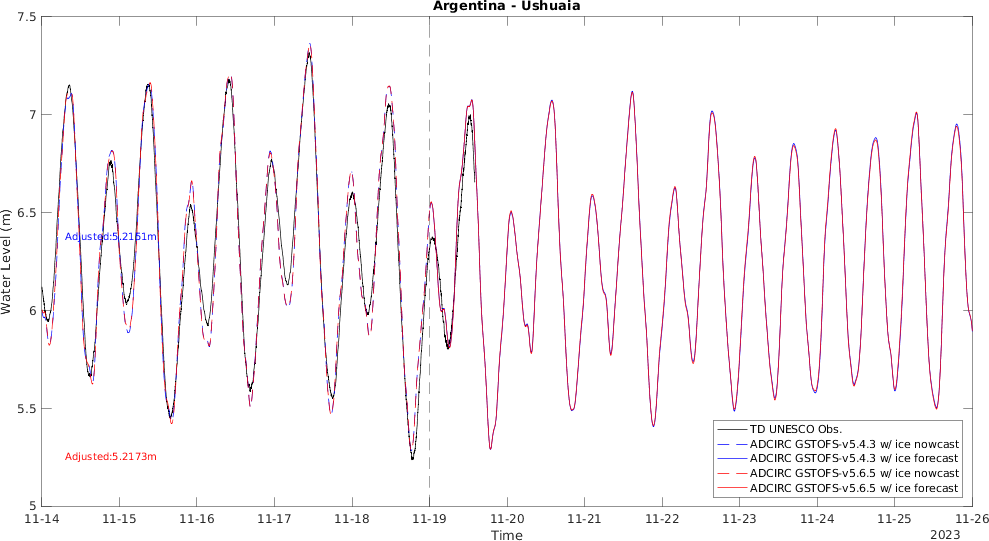 Argentina - Ushuaia
7.5
7
6.5
6
5.5
5
Water Level (m)
Adjusted:5.2151m
Adjusted:5.2173m
TD UNESCO Obs.
ADCIRC GSTOFS-v5.4.3 w/ ice nowcast
ADCIRC GSTOFS-v5.4.3 w/ ice forecast
ADCIRC GSTOFS-v5.6.5 w/ ice nowcast
ADCIRC GSTOFS-v5.6.5 w/ ice forecast
11-14 11-15 11-16 11-17 11-18 11-19 11-20 11-21 11-22 11-23 11-24 11-25 11-26
Time
2023